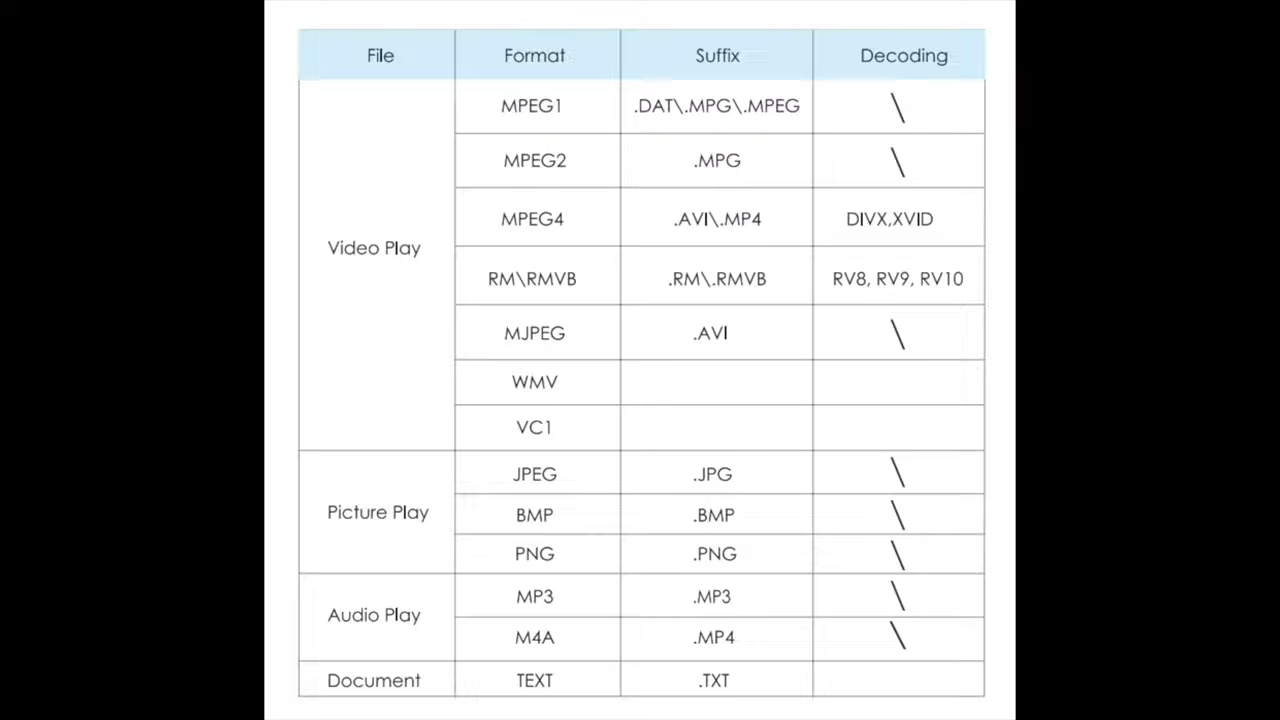 File Format Suffix Decoding
Video Play
MPEG1 .DAT\.MPG\.MPEG \
MPEG2 .MPG \
MPEG4 .AVI\.MP4 DIVX,XVID
RM\RMVB .RM\.RMVB RV8, RV9, RV10
MJPEG .AVI \
WMV
VC1
Picture Play
JPEG .JPG \
BMP .BMP \
PNG .PNG \
Audio Play
MP3 .MP3 \
M4A .MP4 \
Document TEXT .TXT